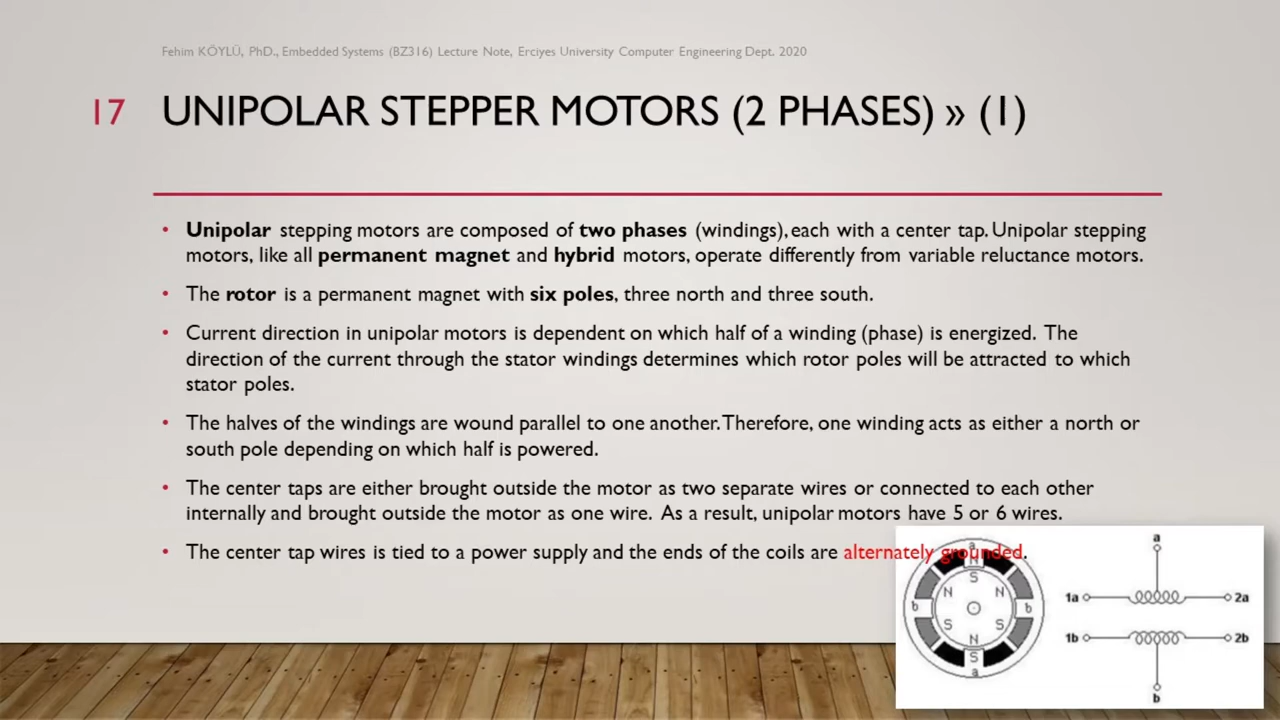 Fehim KÖYLÜ, PhD., Embedded Systems (BZ316) Lecture Note, Erciyes University Computer Engineering Dept. 2020
17
UNIPOLAR STEPPER MOTORS (2 PHASES) » (1)
• Unipolar stepping motors are composed of two phases (windings), each with a center tap. Unipolar stepping
motors, like all permanent magnet and hybrid motors, operate differently from variable reluctance motors.
• The rotor is a permanent magnet with six poles, three north and three south.
• Current direction in unipolar motors is dependent on which half of a winding (phase) is energized. The
direction of the current through the stator windings determines which rotor poles will be attracted to which
stator poles.
• The halves of the windings are wound parallel to one another. Therefore, one winding acts as either a north or
south pole depending on which half is powered.
• The center taps are either brought outside the motor as two separate wires or connected to each other
internally and brought outside the motor as one wire. As a result, unipolar motors have 5 or 6 wires.
• The center tap wires is tied to a power supply and the ends of the coils are alternately grounded.
a
N
S
N N
b b
S S
N
S
a
a
1a 2a
1b 2b
b